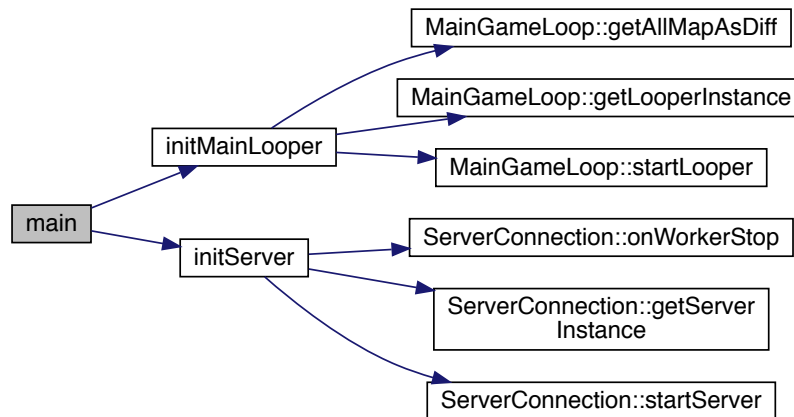 MainGameLoop::getAllMapAsDiff
MainGameLoop::getLooperInstance
initMainLooper
MainGameLoop::startLooper
main
ServerConnection::onWorkerStop
initServer
ServerConnection::getServer
Instance
ServerConnection::startServer